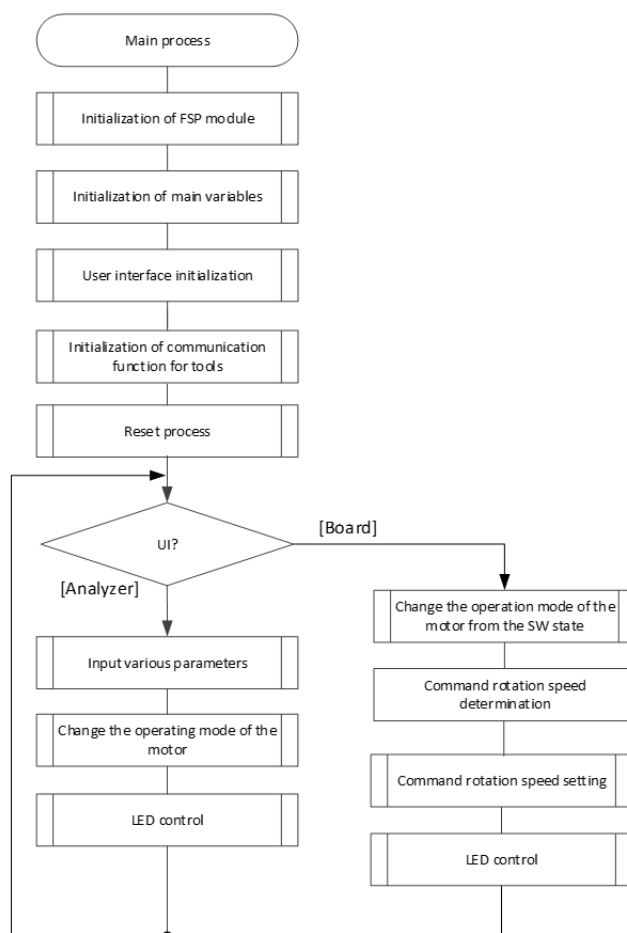 Main process
Initialization of FSP module
Initialization of main variables
User interface initialization
Initialization of communication
function for tools
Reset process
UI?
[Board]
[Analyzer]
Input various parameters
Change the operating mode of the
motor
LED control
Change the operation mode of the
motor from the SW state
Command rotation speed
determination
Command rotation speed setting
LED control